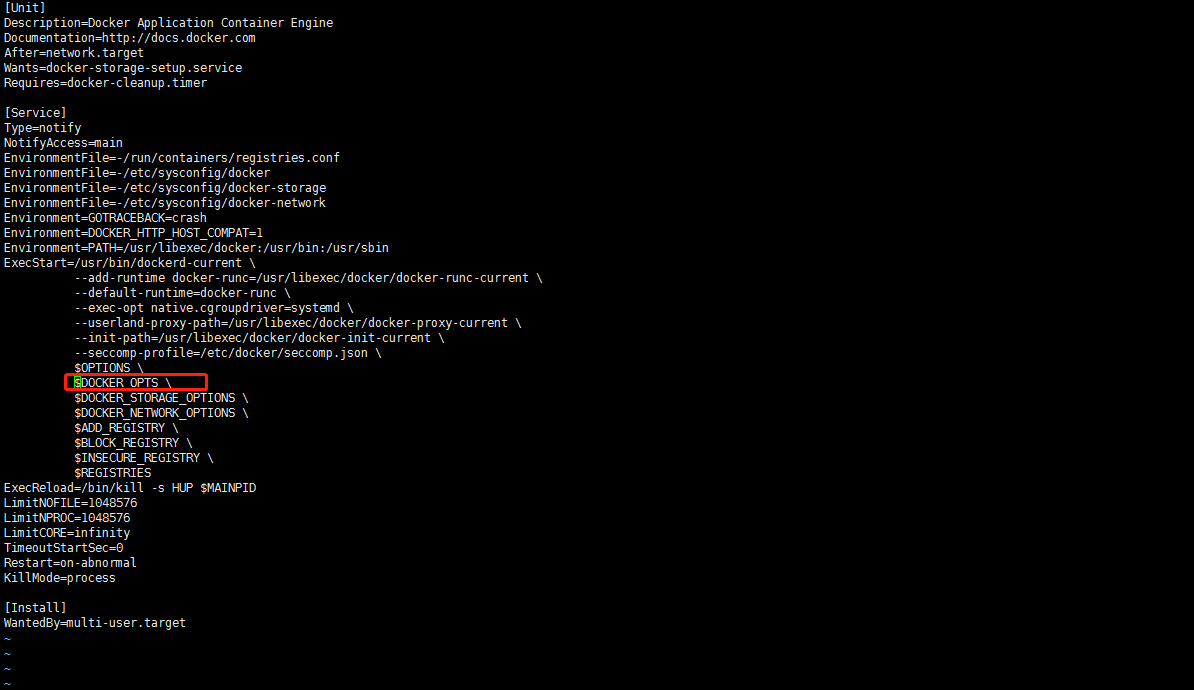 [Unit]
Description=Docker Application Container Engine
Documentation=http://docs.docker.com
After=network.target
Wants=docker-storage-setup.service
Requires=docker-cleanup.timer

[Service]
Type=notify
NotifyAccess=main
EnvironmentFile=-/run/containers/registries.conf
EnvironmentFile=-/etc/sysconfig/docker
EnvironmentFile=-/etc/sysconfig/docker-storage
EnvironmentFile=-/etc/sysconfig/docker-network
Environment=GOTRACEBACK=crash
Environment=DOCKER_HTTP_HOST_COMPAT=1
Environment=PATH=/usr/libexec/docker:/usr/bin:/usr/sbin
ExecStart=/usr/bin/dockerd-current \
          --add-runtime docker-runc=/usr/libexec/docker/docker-runc-current \
          --default-runtime=docker-runc \
          --exec-opt native.cgroupdriver=systemd \
          --userland-proxy-path=/usr/libexec/docker/docker-proxy-current \
          --init-path=/usr/libexec/docker/docker-init-current \
          --seccomp-profile=/etc/docker/seccomp.json \
          $OPTIONS \
          $DOCKER_OPTS \
          $DOCKER_STORAGE_OPTIONS \
          $DOCKER_NETWORK_OPTIONS \
          $ADD_REGISTRY \
          $BLOCK_REGISTRY \
          $INSECURE_REGISTRY \
          $REGISTRIES
ExecReload=/bin/kill -s HUP $MAINPID
LimitNOFILE=1048576
LimitNPROC=1048576
LimitCORE=infinity
TimeoutStartSec=0
Restart=on-abnormal
KillMode=process

[Install]
WantedBy=multi-user.target
~
~
~
~